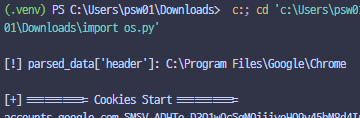 (.venv) PS C:\Users\psw01\Downloads>  c:; cd 'c:\Users\psw0
01\Downloads\import os.py'
[!] parsed_data['header']: C:\Program Files\Google\Chrome
[+] ========= Cookies Start =========